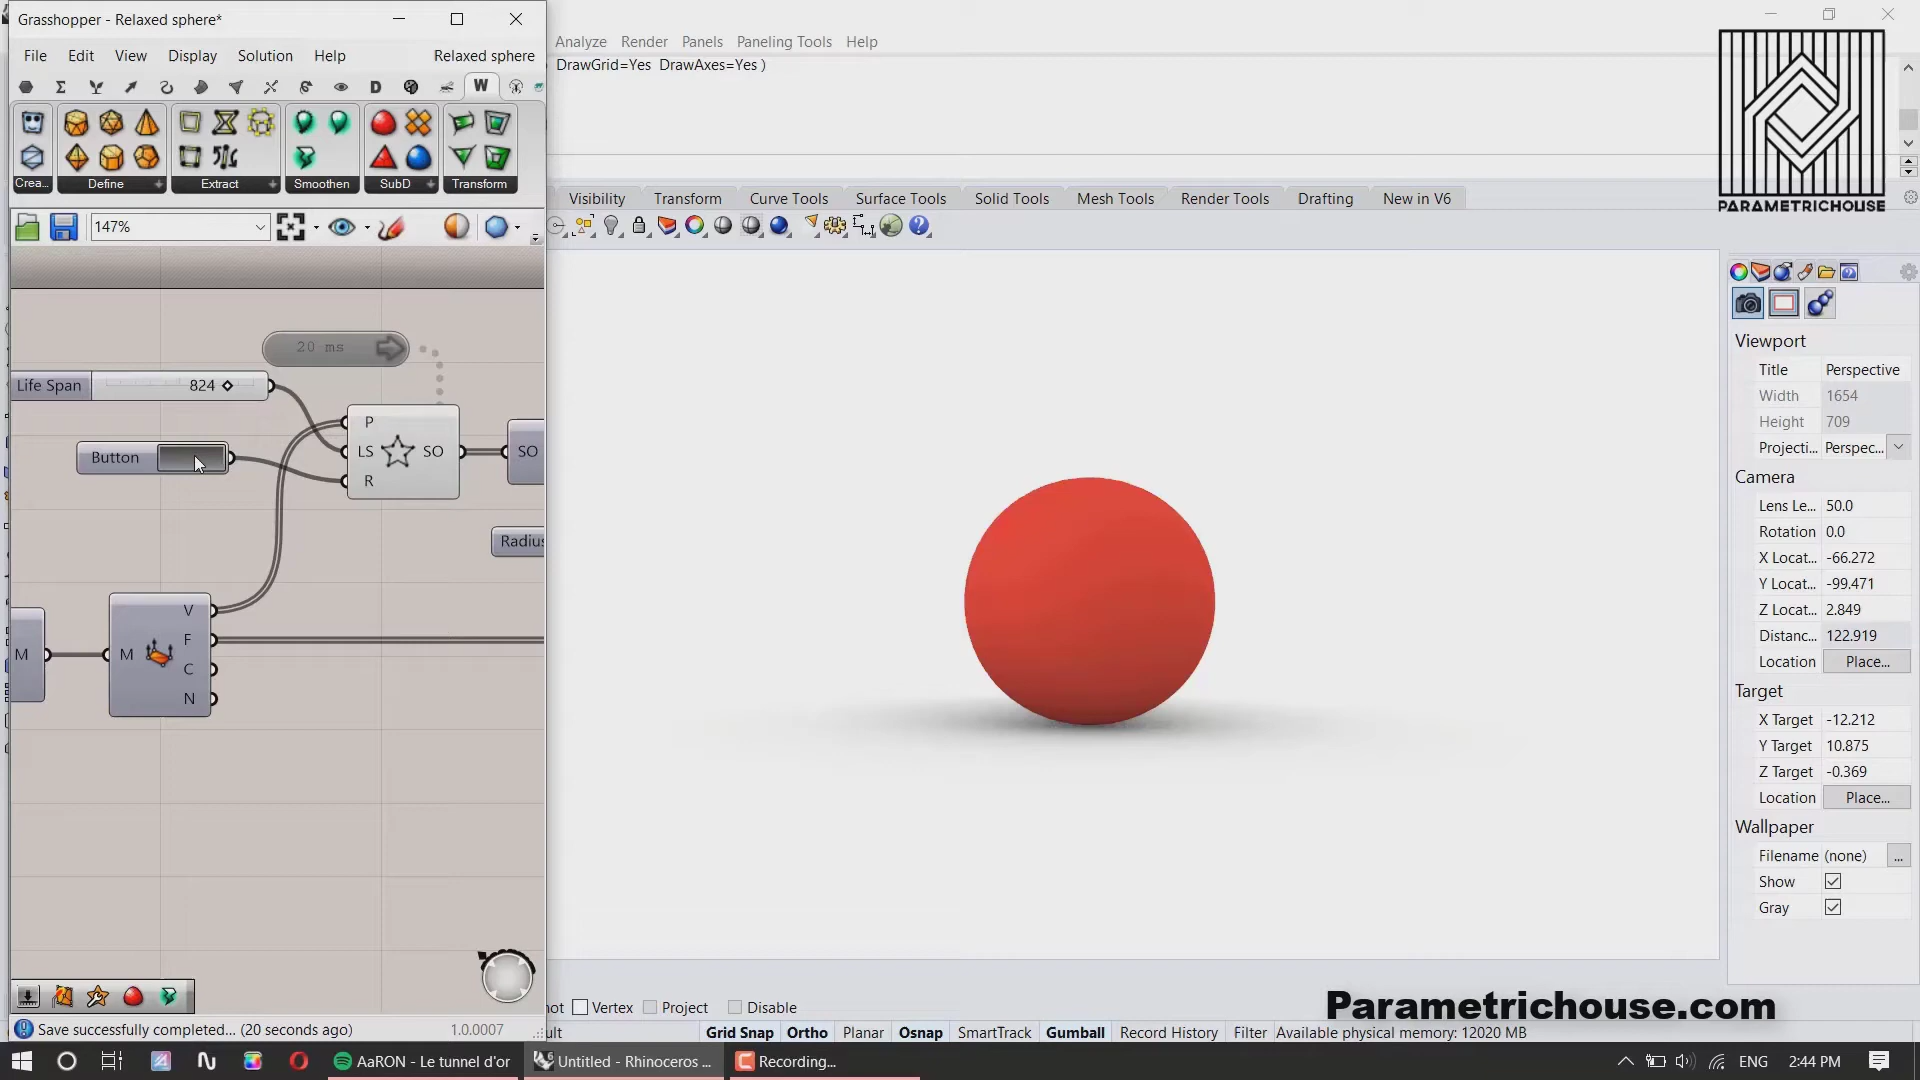 Grasshopper - Relaxed sphere*
File Edit View Display Solution Help Relaxed sphere
Analyze Render Panels Paneling Tools Help
DrawGrid=Yes DrawAxes=Yes )
PARAMETRICHOUSE
D W
Crea... Define Extract Smoothen SubD Transform
Visibility Transform Curve Tools Surface Tools Solid Tools Mesh Tools Render Tools Drafting New in V6
147%
20 ms
Life Span 824
Button
P
LS SO
R
SO
Radius
M
M
V
F
C
N
Viewport
Title Perspective
Width 1654
Height 709
Projecti... Perspec...
Camera
Lens Le... 50.0
Rotation 0.0
X Locat... -66.272
Y Locat... -99.471
Z Locat... 2.849
Distanc... 122.919
Location Place...
Target
X Target -12.212
Y Target 10.875
Z Target -0.369
Location Place...
Wallpaper
Filename (none) ...
Show
Gray
Parametrichouse.com
not Vertex Project Disable
Save successfully completed... (20 seconds ago) 1.0.0007
ult Grid Snap Ortho Planar Osnap SmartTrack Gumball Record History Filter Available physical memory: 12020 MB
AaRON - Le tunnel d'or Untitled - Rhinoceros ... Recording... ENG 2:44 PM